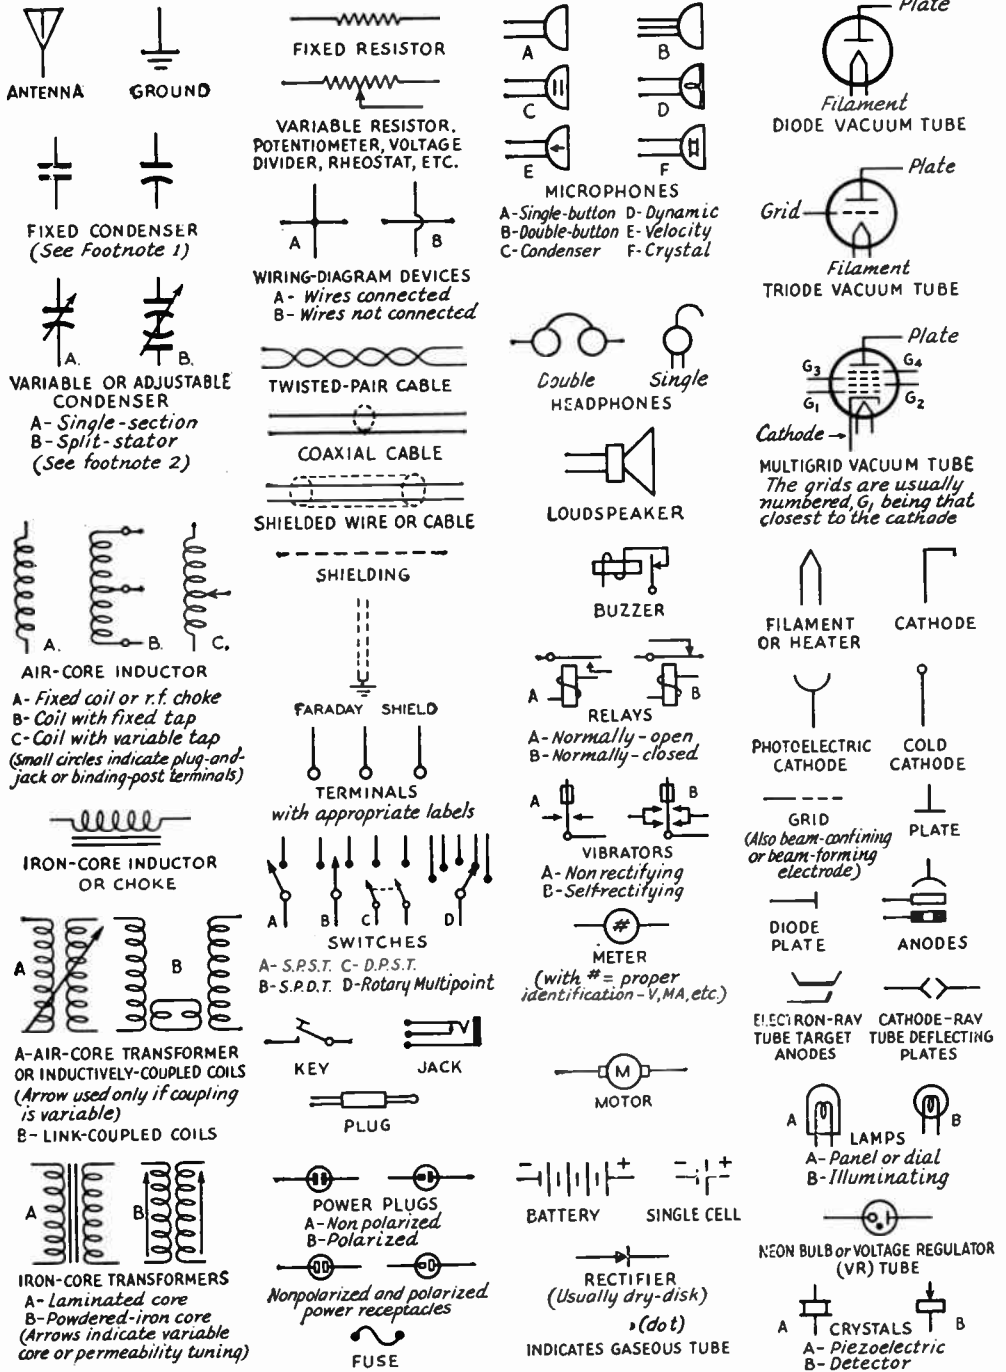 ANTENNA
GROUND
FIXED CONDENSER
(See Footnote 1)
A.
B.
VARIABLE OR ADJUSTABLE
CONDENSER
A- Single-section
B- Split-stator
(See footnote 2)
A.
B.
C.
AIR-CORE INDUCTOR
A- Fixed coil or r.f. choke
B- Coil with fixed tap
C- Coil with variable tap
(Small circles indicate plug-and-
jack or binding-post terminals)
IRON-CORE INDUCTOR
OR CHOKE
A
B
A-AIR-CORE TRANSFORMER
OR INDUCTIVELY-COUPLED COILS
(Arrow used only if coupling
is variable)
B- LINK-COUPLED COILS
A
B
IRON-CORE TRANSFORMERS
A- Laminated core
B-Powdered-iron core
(Arrows indicate variable
core or permeability tuning)
FIXED RESISTOR
VARIABLE RESISTOR.
POTENTIOMETER, VOLTAGE
DIVIDER, RHEOSTAT, ETC.
A
B
WIRING-DIAGRAM DEVICES
A - Wires connected
B- Wires not connected
TWISTED-PAIR CABLE
COAXIAL CABLE
SHIELDED WIRE OR CABLE
SHIELDING
FARADAY SHIELD
TERMINALS
with appropriate labels
A
B
C
D
SWITCHES
A- S.P.S.T. C- D.P.S.T.
B-S.P.D.T. D-Rotary Multipoint
KEY
JACK
PLUG
POWER PLUGS
A-Non polarized
B-Polarized
Nonpolarized and polarized
power receptacles
FUSE
A
B
C
D
E
F
MICROPHONES
A-Single-button D-Dynamic
B-Double-button E-Velocity
C-Condenser F-Crystal
Double
Single
HEADPHONES
LOUDSPEAKER
BUZZER
A
B
RELAYS
A-Normally-open
B-Normally-closed
A
B
VIBRATORS
A-Non rectifying
B-Self-rectifying
#
METER
(with # = proper
identification-V,MA,etc.)
M
MOTOR
- +
BATTERY
- +
SINGLE CELL
RECTIFIER
(Usually dry-disk)
(dot)
INDICATES GASEOUS TUBE
Plate
Filament
DIODE VACUUM TUBE
Plate
Grid
Filament
TRIODE VACUUM TUBE
Plate
G3
G4
G1
G2
Cathode
MULTIGRID VACUUM TUBE
The grids are usually
numbered, G1 being that
closest to the cathode
FILAMENT
OR HEATER
CATHODE
PHOTOELECTRIC
CATHODE
COLD
CATHODE
GRID
(Also beam-confining
or beam-forming
electrode)
PLATE
DIODE
PLATE
ANODES
ELECTRON-RAY
TUBE TARGET
ANODES
CATHODE-RAY
TUBE DEFLECTING
PLATES
A
B
LAMPS
A-Panel or dial
B-Illuminating
NEON BULB or VOLTAGE REGULATOR
(VR) TUBE
A
B
CRYSTALS
A- Piezoelectric
B- Detector